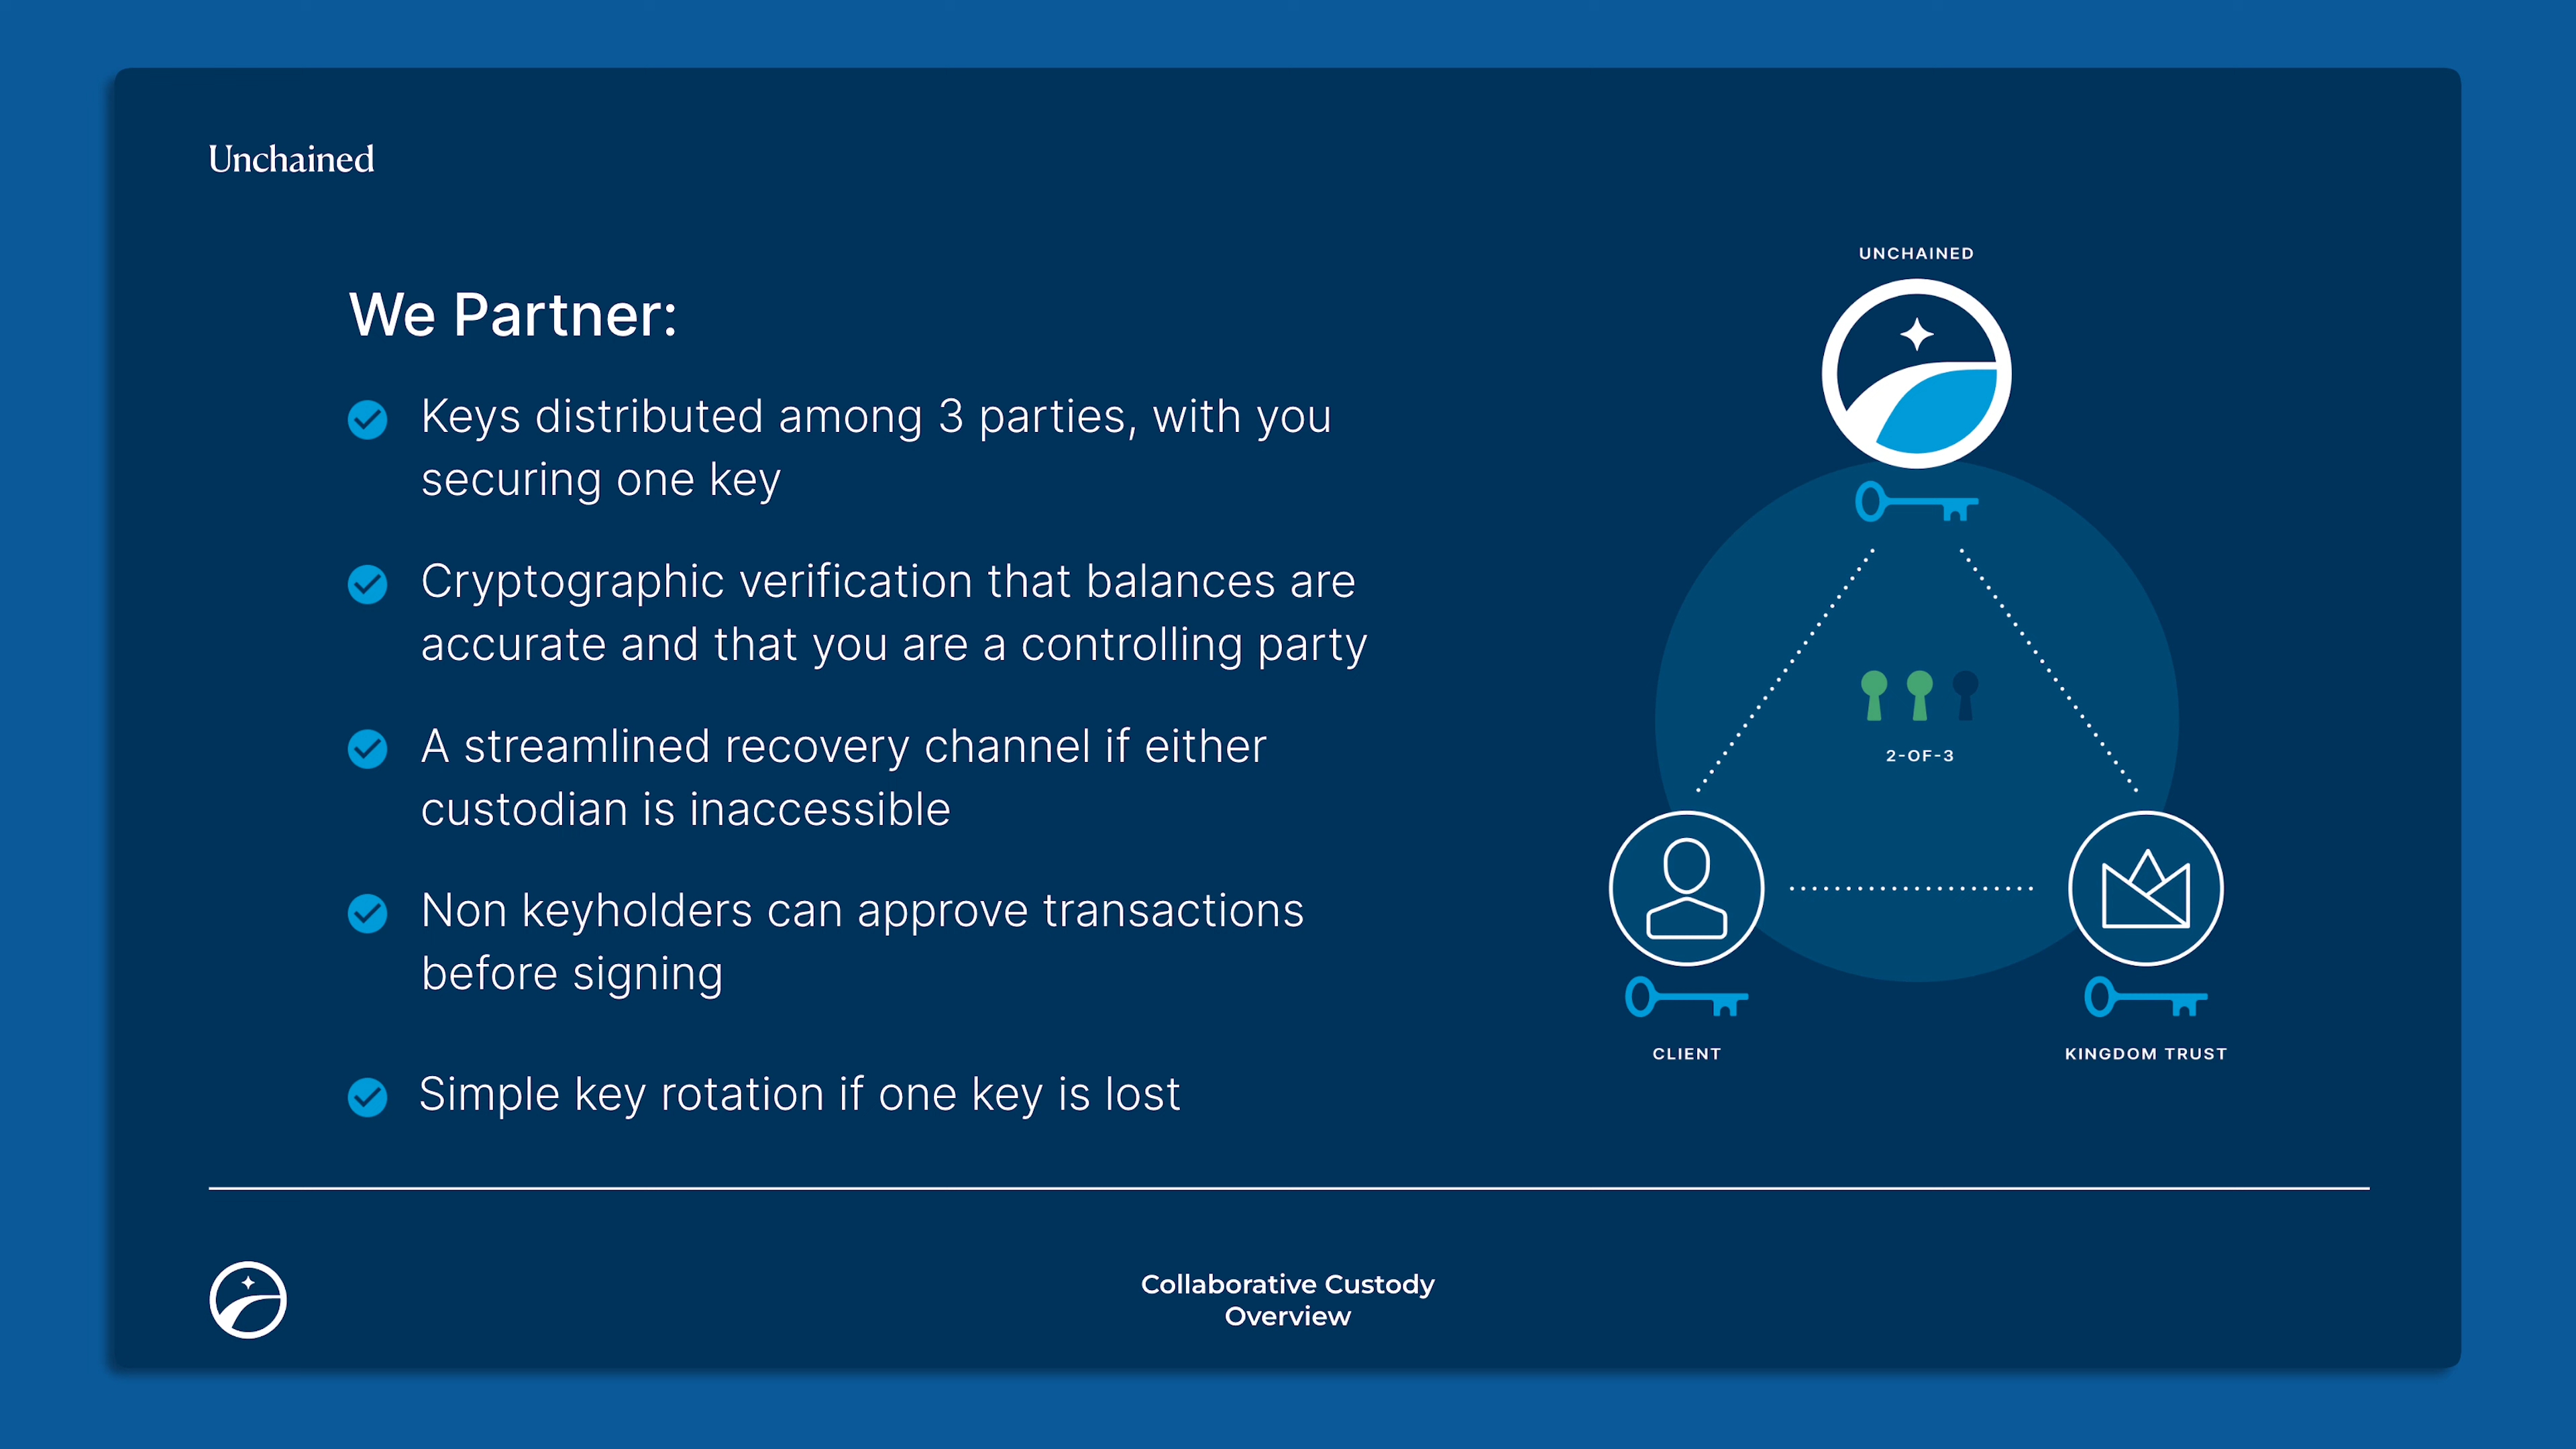 Unchained
We Partner:
Keys distributed among 3 parties, with you
securing one key
Cryptographic verification that balances are
accurate and that you are a controlling party
A streamlined recovery channel if either
custodian is inaccessible
Non keyholders can approve transactions
before signing
Simple key rotation if one key is lost
UNCHAINED
2-OF-3
CLIENT
KINGDOM TRUST
Collaborative Custody
Overview